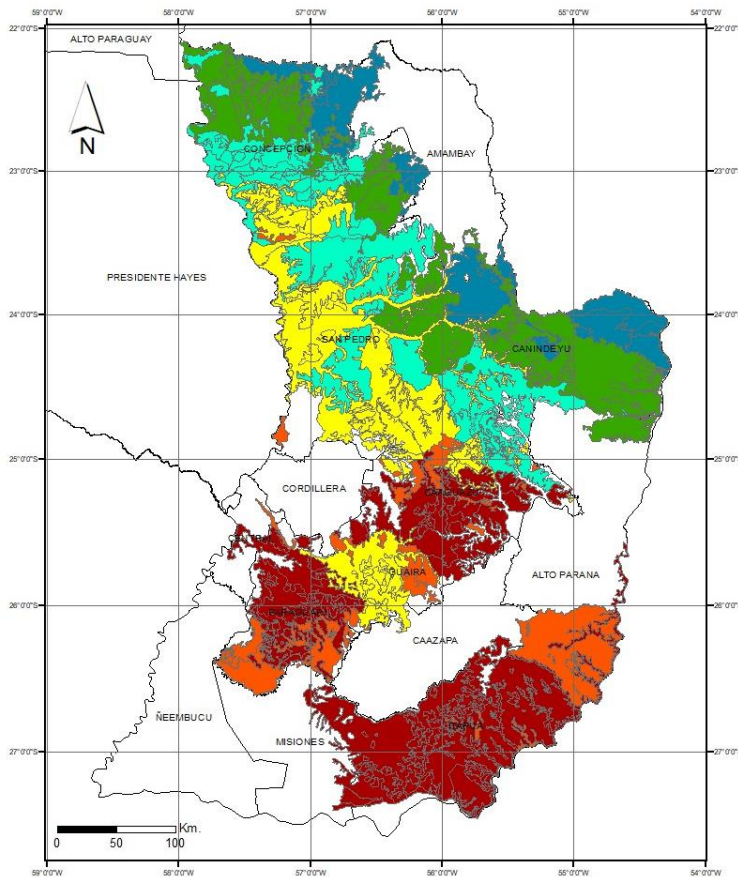 59°0'0"W 58°0'0"W 57°0'0"W 56°0'0"W 55°0'0"W 54°0'0"W
22°0'0"S 22°0'0"S
ALTO PARAGUAY
N
CONCEPCION
AMAMBAY
23°0'0"S 23°0'0"S
PRESIDENTE HAYES
24°0'0"S 24°0'0"S
SAN PEDRO
CANINDEYU
25°0'0"S 25°0'0"S
CORDILLERA
GUAIRA
ALTO PARANA
26°0'0"S 26°0'0"S
CAAZAPA
ÑEEMBUCU
ITAPUA
MISIONES
27°0'0"S 27°0'0"S
Km.
0 50 100
59°0'0"W 58°0'0"W 57°0'0"W 56°0'0"W 55°0'0"W 54°0'0"W